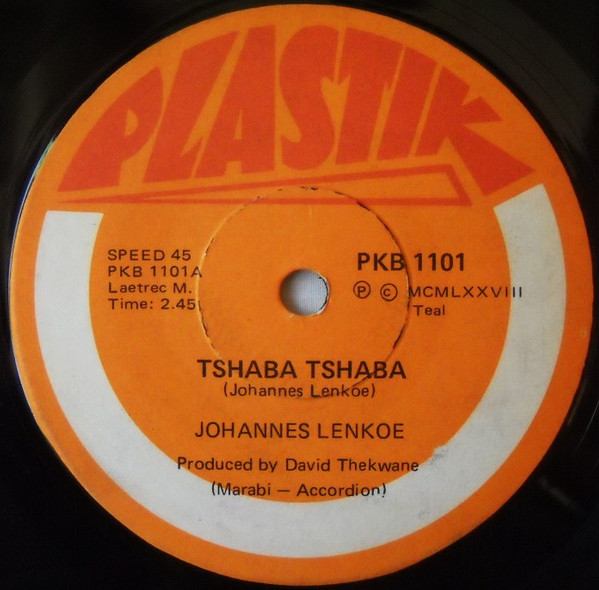 PLASTIK
SPEED 45
PKB 1101A
Laetrec M.
Time: 2.45
PKB 1101
Ⓟ © MCMLXXVIII
Teal
TSHABA TSHABA
(Johannes Lenkoe)
JOHANNES LENKOE
Produced by David Thekwane
(Marabi — Accordion)